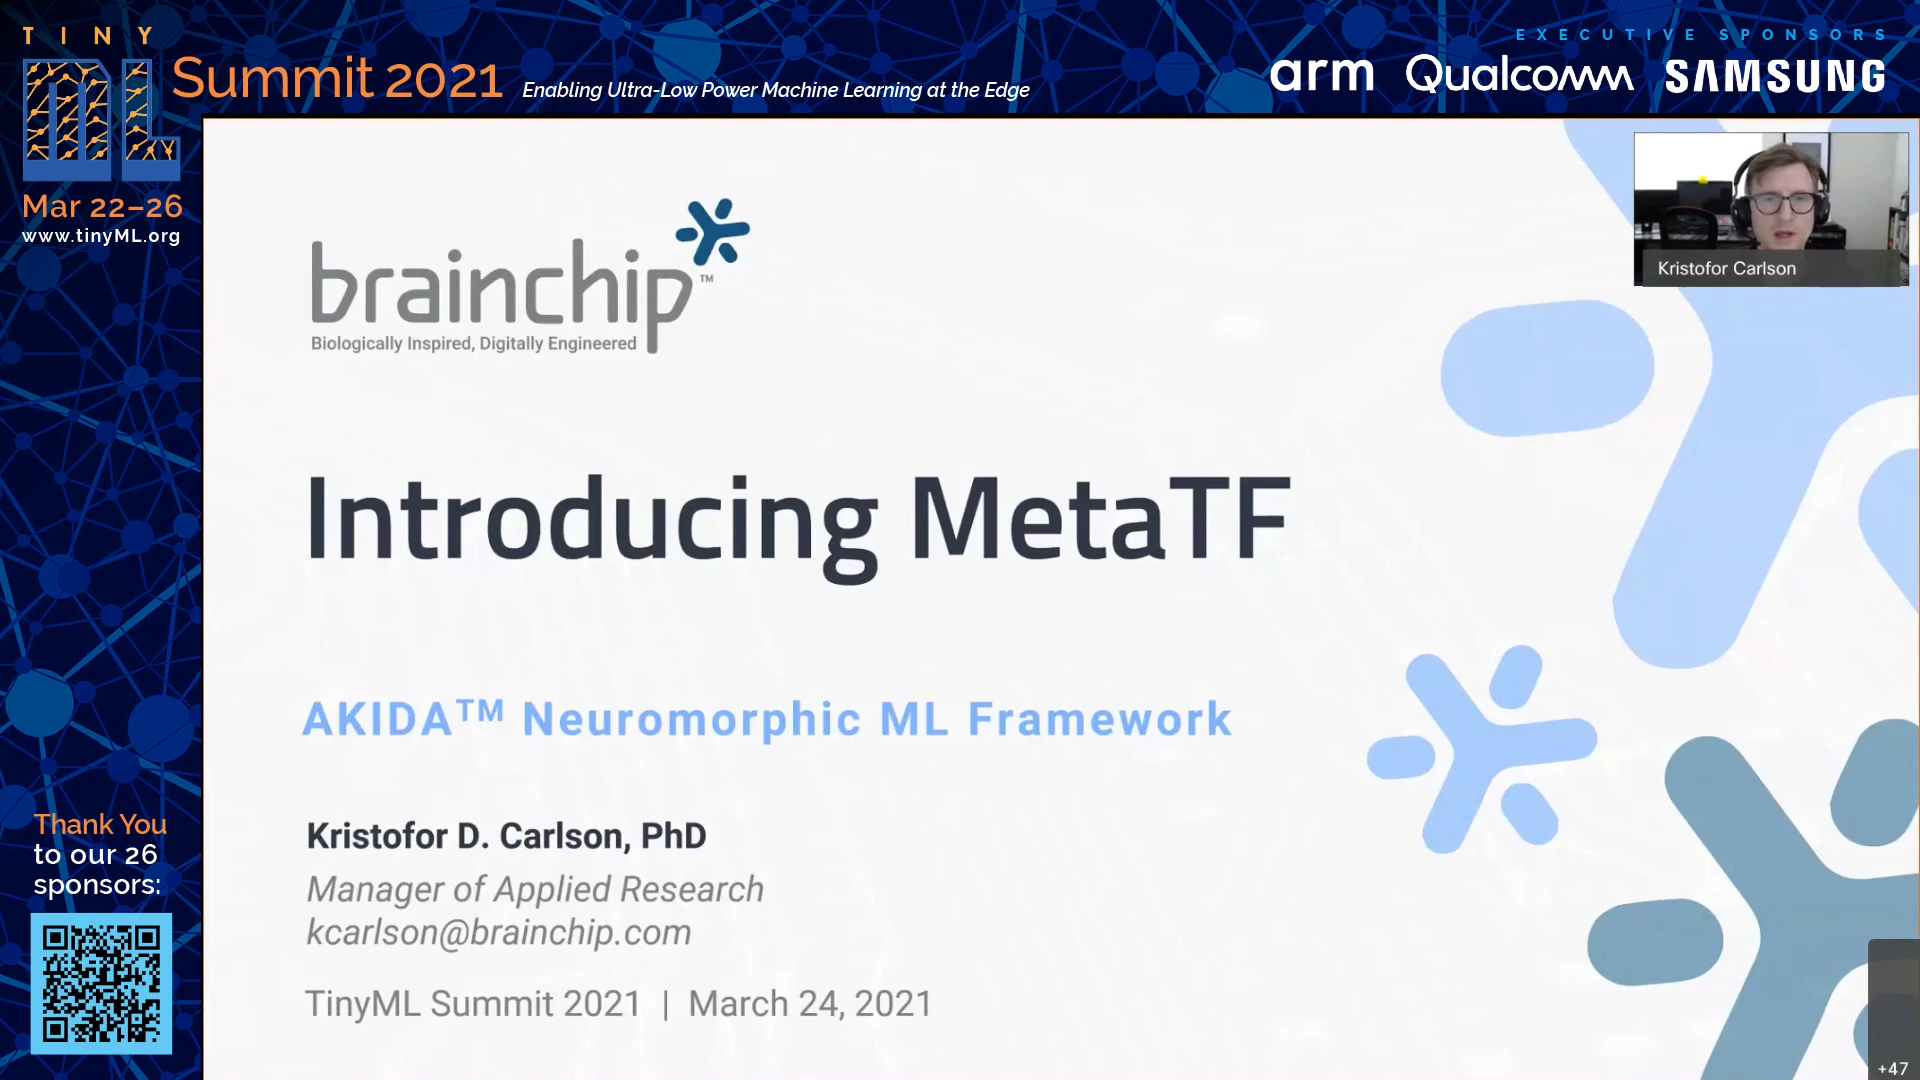 TINY
ML
Summit 2021
Enabling Ultra-Low Power Machine Learning at the Edge
EXECUTIVE SPONSORS
arm
Qualcomm
SAMSUNG
Mar 22–26
www.tinyML.org
Kristofor Carlson
brainchip™
Biologically Inspired, Digitally Engineered
Introducing MetaTF
AKIDA™ Neuromorphic ML Framework
Kristofor D. Carlson, PhD
Manager of Applied Research
kcarlson@brainchip.com
TinyML Summit 2021 | March 24, 2021
Thank You
to our 26
sponsors:
+47